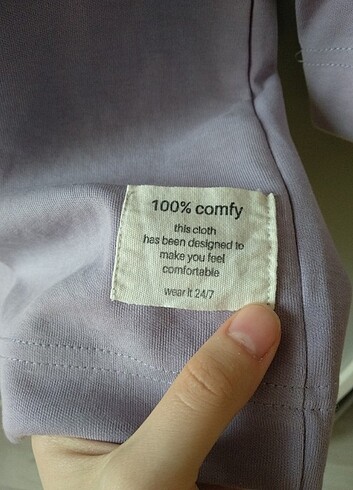 100% comfy
this cloth
has been designed to
make you feel
comfortable
wear it 24/7